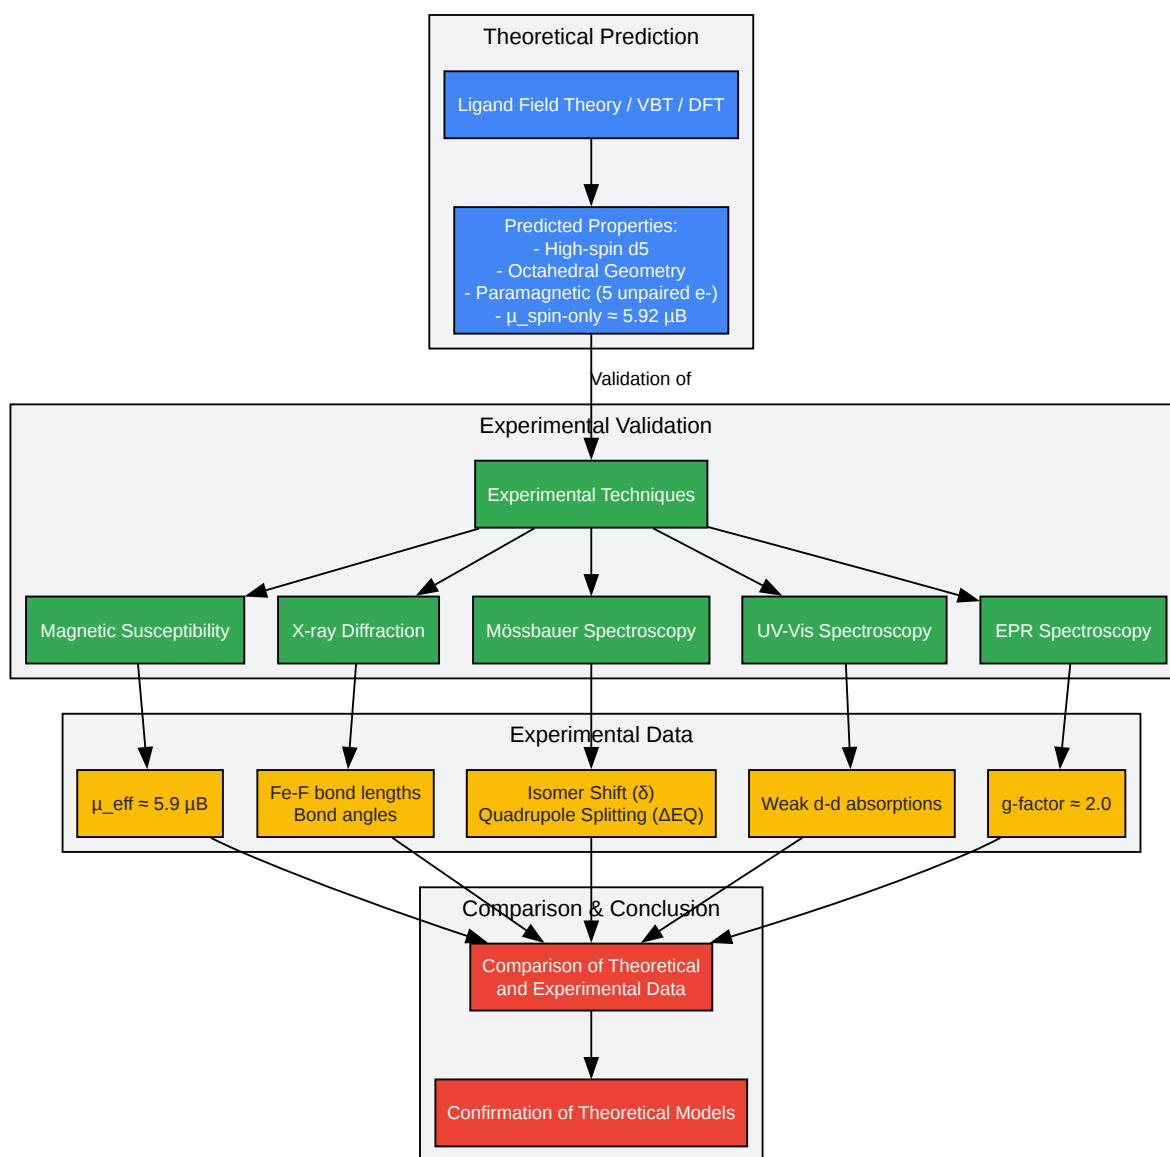 Theoretical Prediction
Ligand Field Theory / VBT / DFT
Predicted Properties:
- High-spin d5
- Octahedral Geometry
- Paramagnetic (5 unpaired e-)
- µ_spin-only ≈ 5.92 µB
Validation of
Experimental Validation
Experimental Techniques
Magnetic Susceptibility
X-ray Diffraction
Mössbauer Spectroscopy
UV-Vis Spectroscopy
EPR Spectroscopy
Experimental Data
µ_eff ≈ 5.9 µB
Fe-F bond lengths
Bond angles
Isomer Shift (δ)
Quadrupole Splitting (ΔEQ)
Weak d-d absorptions
g-factor ≈ 2.0
Comparison & Conclusion
Comparison of Theoretical
and Experimental Data
Confirmation of Theoretical Models